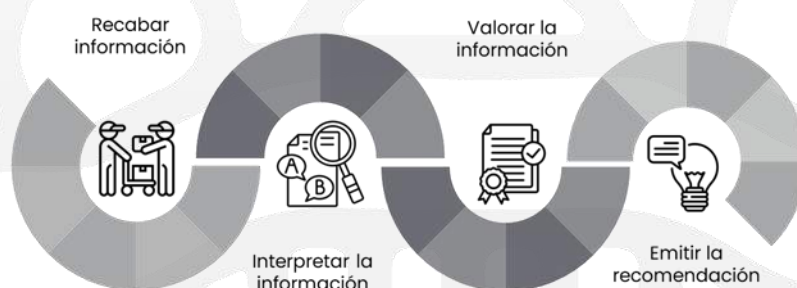 Recabar
información
Interpretar la
información
Valorar la
información
Emitir la
recomendación
A
B